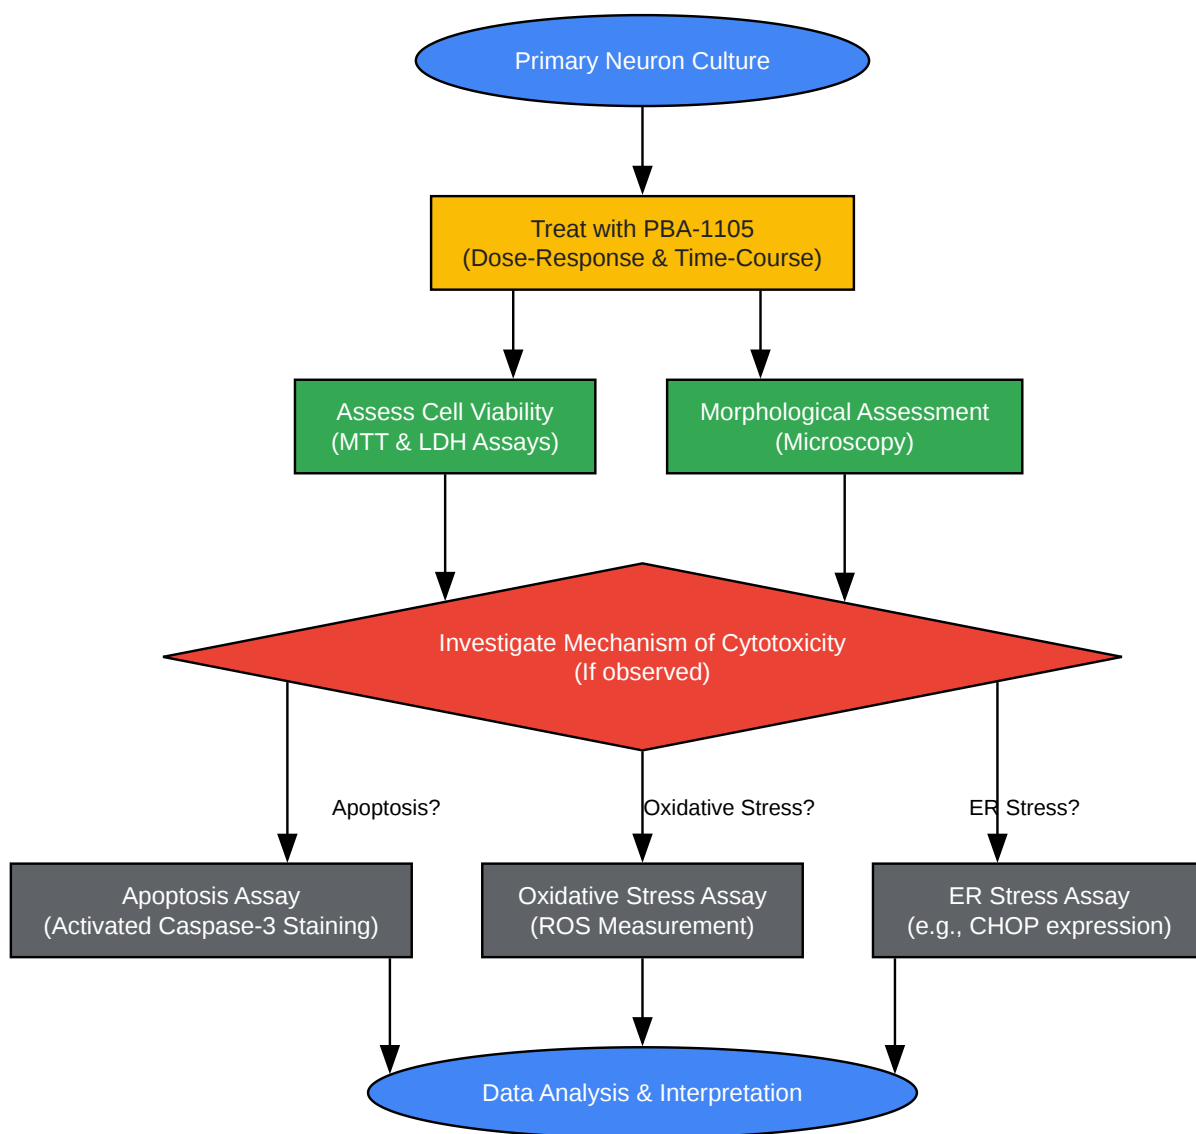 Primary Neuron Culture
Treat with PBA-1105
(Dose-Response & Time-Course)
Assess Cell Viability
(MTT & LDH Assays)
Morphological Assessment
(Microscopy)
Investigate Mechanism of Cytotoxicity
(If observed)
Apoptosis?
Oxidative Stress?
ER Stress?
Apoptosis Assay
(Activated Caspase-3 Staining)
Oxidative Stress Assay
(ROS Measurement)
ER Stress Assay
(e.g., CHOP expression)
Data Analysis & Interpretation